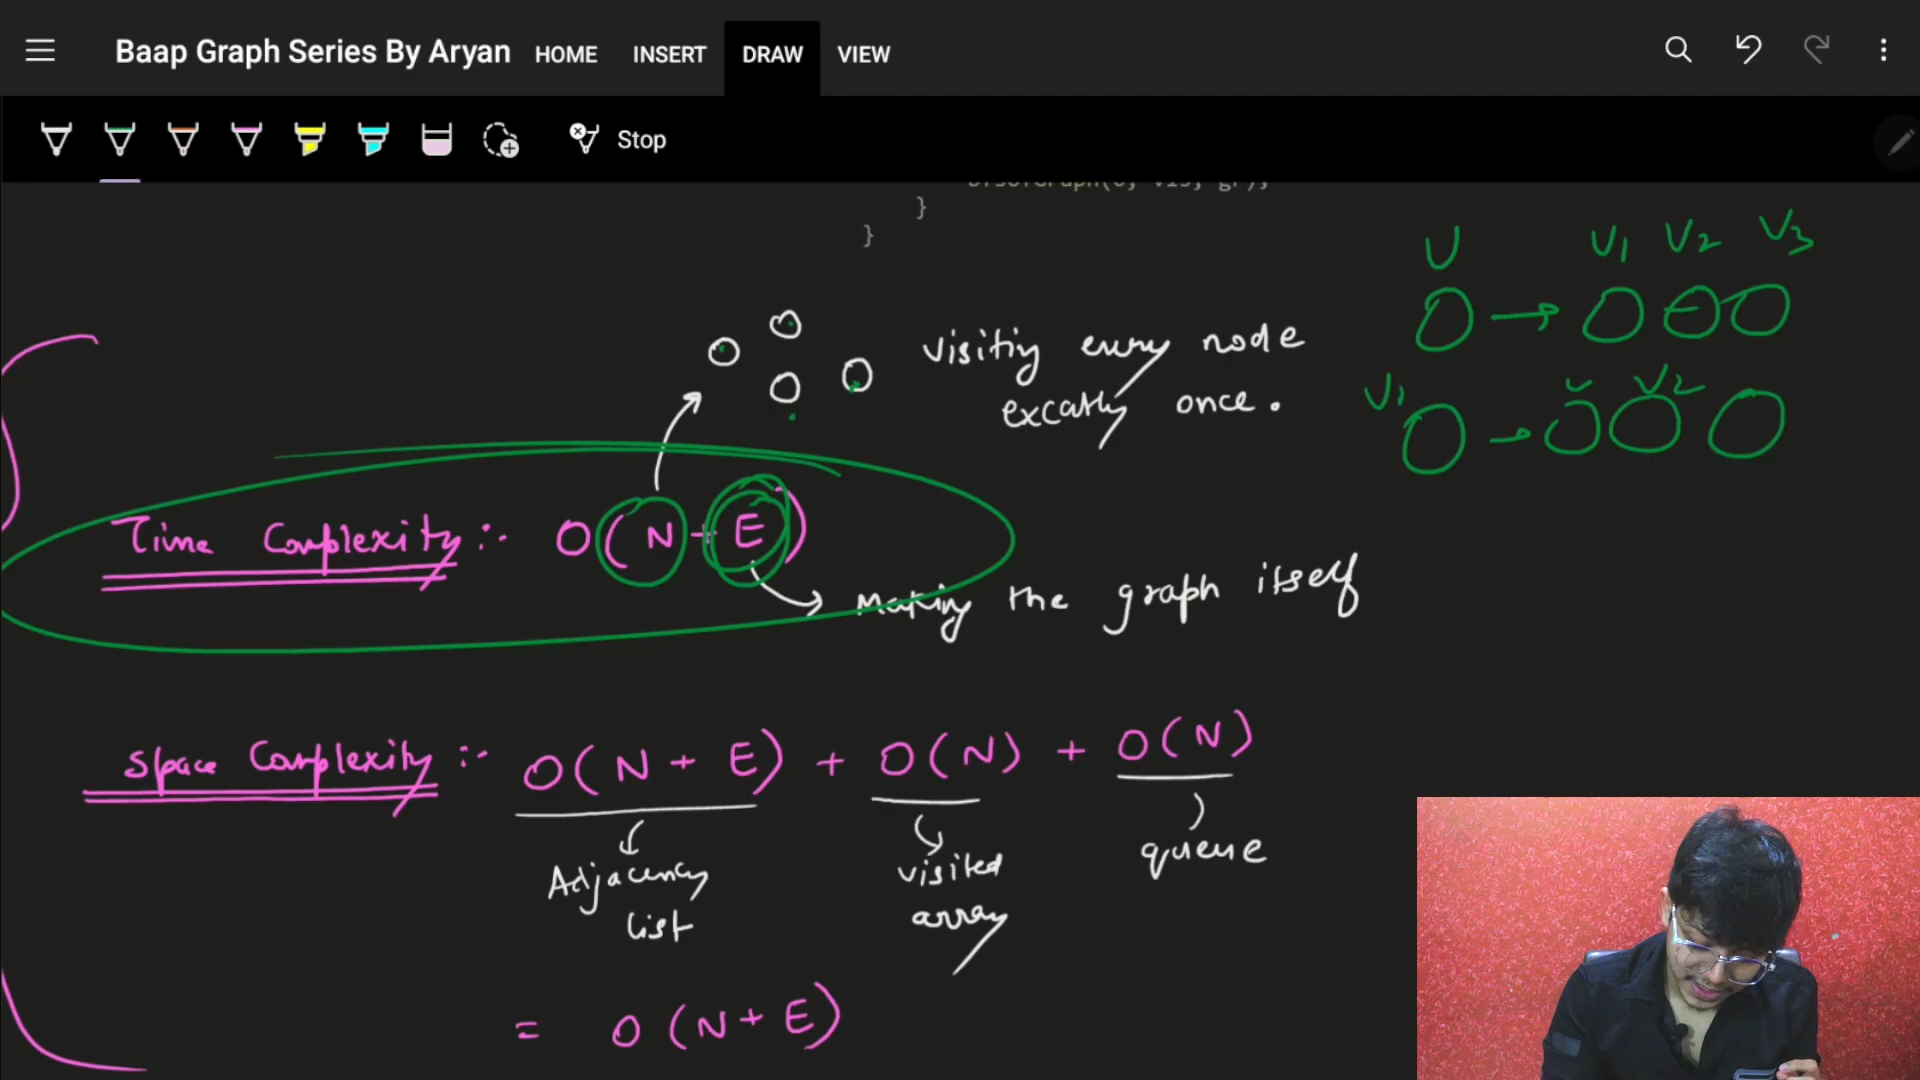 Baap Graph Series By Aryan HOME INSERT DRAW VIEW
Stop
}
}
U V1 V2 V3
visiting every node
excatly once.
V1 U V2
Time Complexity :- O(N+E)
Making the graph itself
Space Complexity :- O(N+E) + O(N) + O(N)
Adjacency list
visited array
queue
= O(N+E)